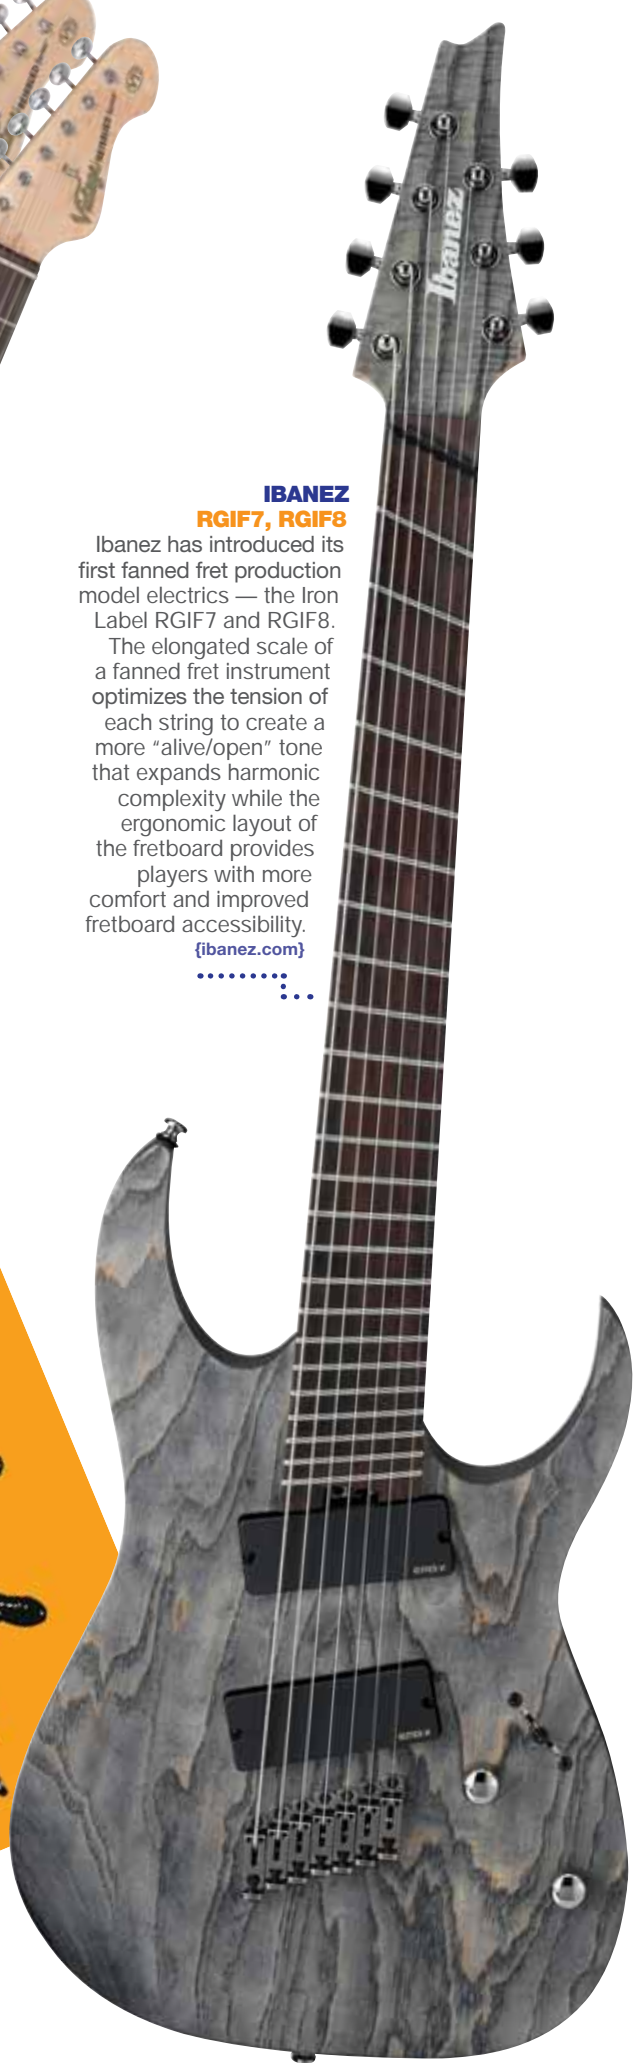 Vintage
REISSUED
Ibanez
IBANEZ
RGIF7, RGIF8
Ibanez has introduced its
first fanned fret production
model electrics — the Iron
Label RGIF7 and RGIF8.
The elongated scale of
a fanned fret instrument
optimizes the tension of
each string to create a
more “alive/open” tone
that expands harmonic
complexity while the
ergonomic layout of
the fretboard provides
players with more
comfort and improved
fretboard accessibility.
{ibanez.com}